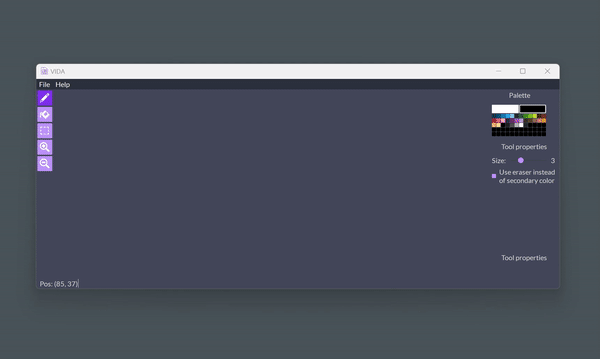 VIDA
File Help
Palette
Tool properties
Size: 3
Use eraser instead
of secondary color
Tool properties
Pos: (85, 37)